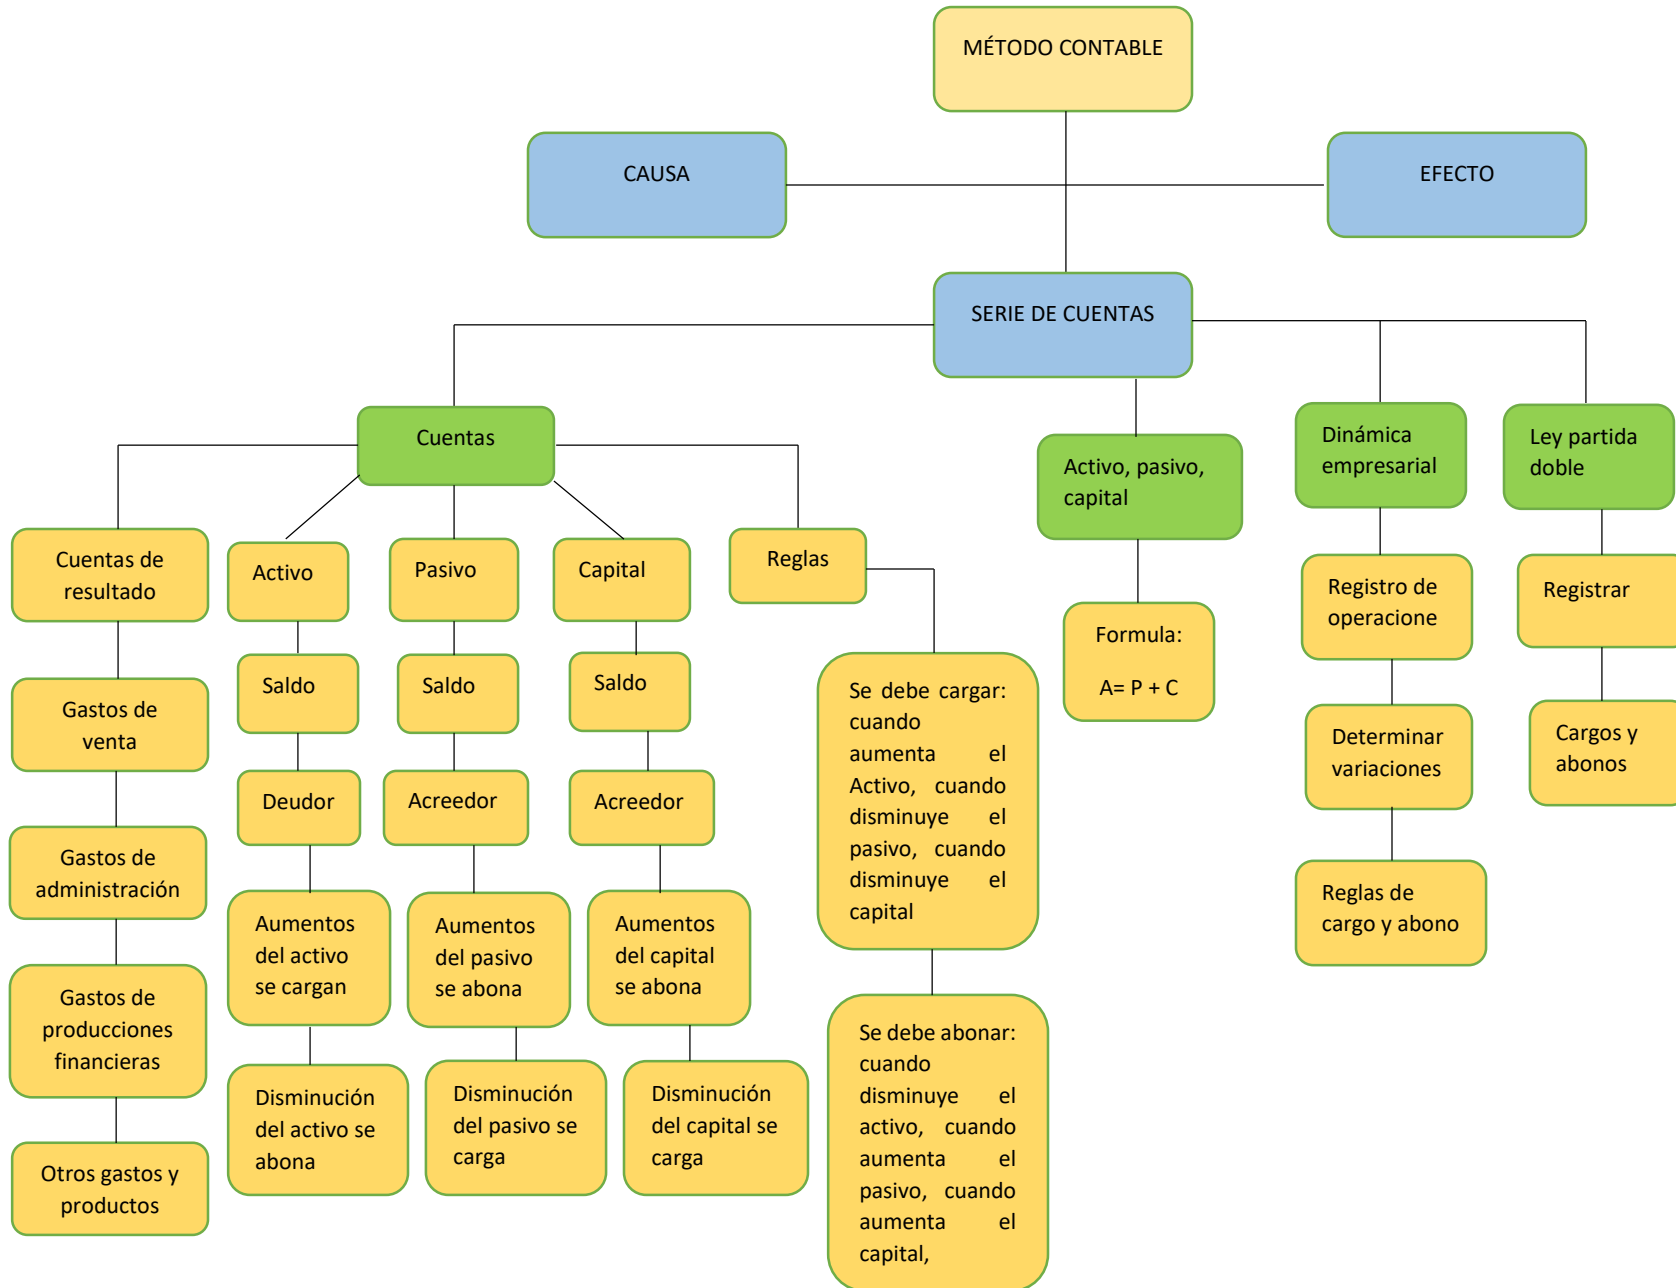 MÉTODO CONTABLE
CAUSA
EFECTO
SERIE DE CUENTAS
Cuentas
Activo, pasivo,
capital
Dinámica
empresarial
Ley partida
doble
Cuentas de
resultado
Gastos de
venta
Gastos de
administración
Gastos de
producciones
financieras
Otros gastos y
productos
Activo
Saldo
Deudor
Aumentos
del activo
se cargan
Disminución
del activo se
abona
Pasivo
Saldo
Acreedor
Aumentos
del pasivo
se abona
Disminución
del pasivo se
carga
Capital
Saldo
Acreedor
Aumentos
del capital
se abona
Disminución
del capital se
carga
Reglas
Se debe cargar:
cuando
aumenta el
Activo, cuando
disminuye el
pasivo, cuando
disminuye el
capital
Se debe abonar:
cuando
disminuye el
activo, cuando
aumenta el
pasivo, cuando
aumenta el
capital,
Formula:
A= P + C
Registro de
operacione
Determinar
variaciones
Reglas de
cargo y abono
Registrar
Cargos y
abonos